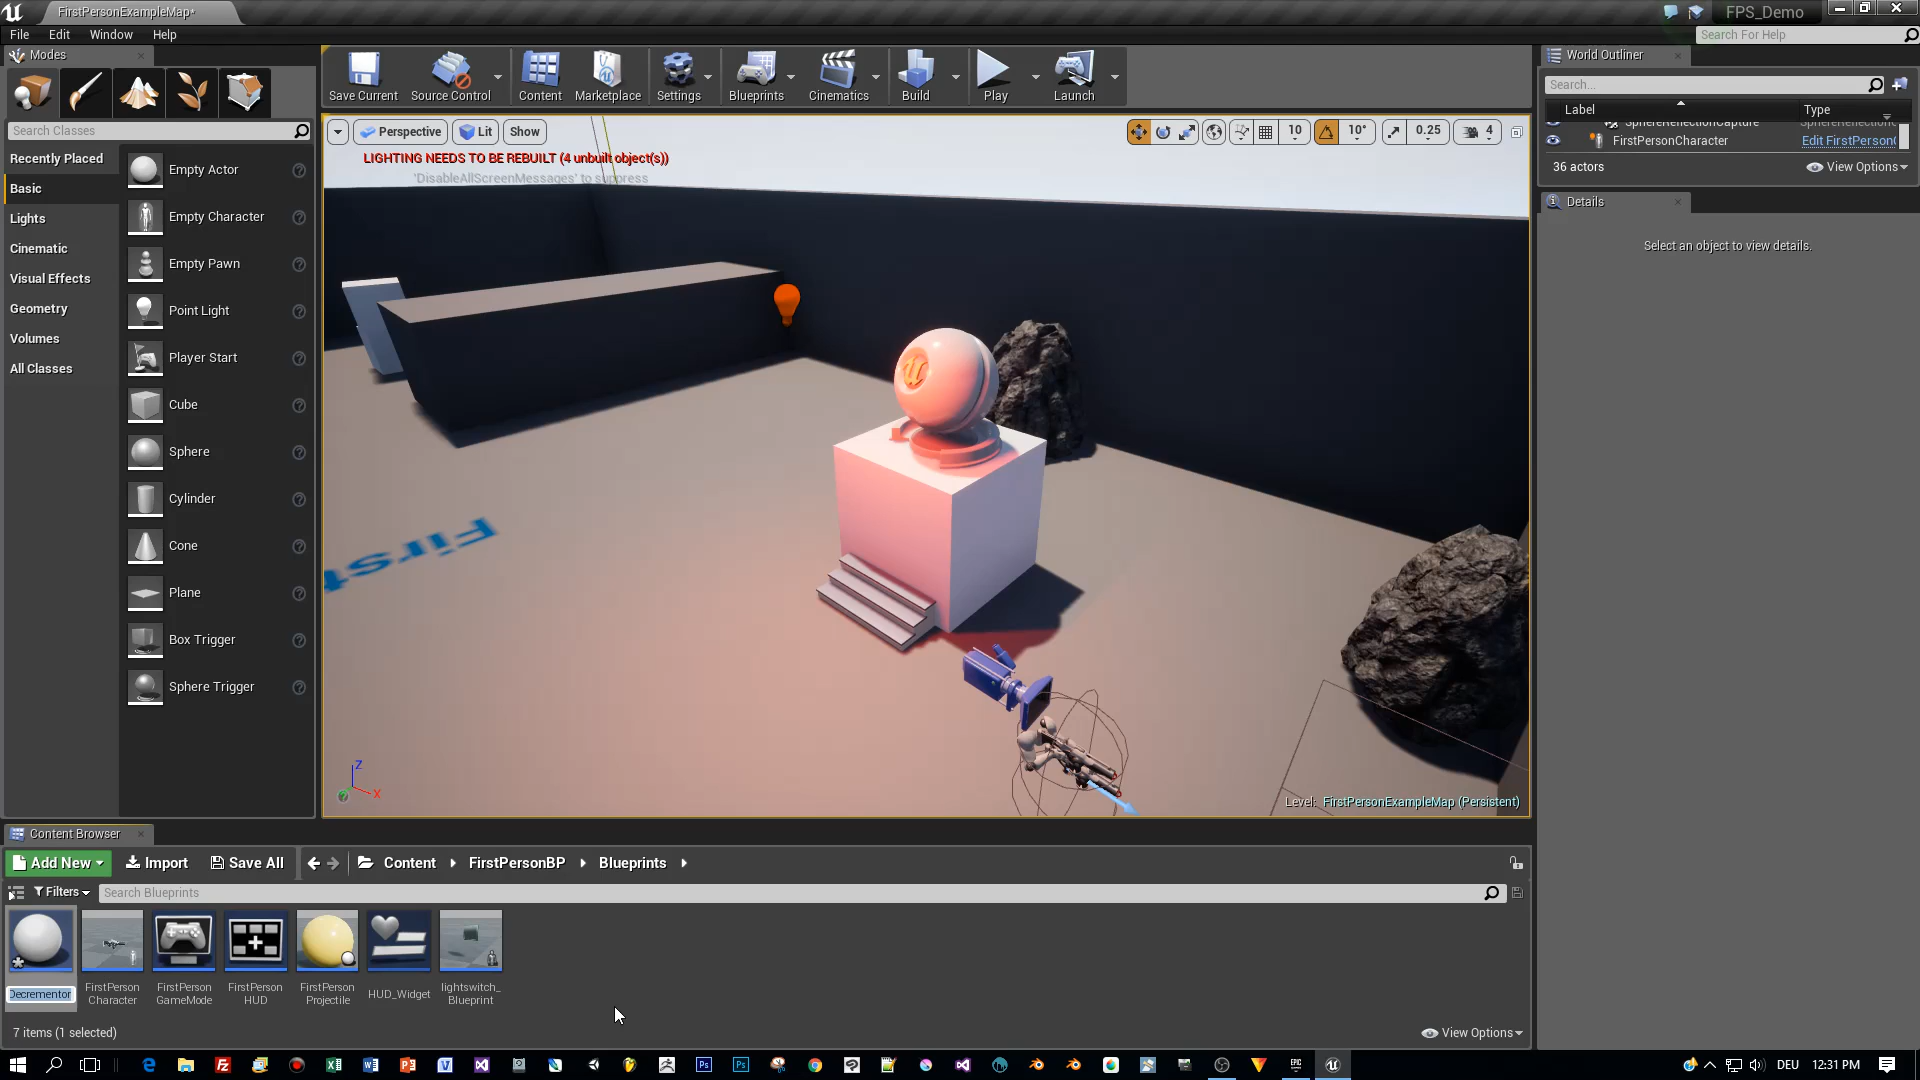 FirstPersonExampleMap*
FPS_Demo
File Edit Window Help
Search For Help
Modes
World Outliner
Save Current
Source Control
Content
Marketplace
Settings
Blueprints
Cinematics
Build
Play
Launch
Search...
Label
Type
SphereReflectionCapture
FirstPersonCharacter
Edit FirstPersonC
36 actors
View Options
Search Classes
Perspective
Lit
Show
10
10°
0.25
4
LIGHTING NEEDS TO BE REBUILT (4 unbuilt object(s))
'DisableAllScreenMessages' to suppress
Recently Placed
Basic
Lights
Cinematic
Visual Effects
Geometry
Volumes
All Classes
Empty Actor
Empty Character
Empty Pawn
Point Light
Player Start
Cube
Sphere
Cylinder
Cone
Plane
Box Trigger
Sphere Trigger
Details
Select an object to view details.
First
Z
X
Level: FirstPersonExampleMap (Persistent)
Content Browser
Add New
Import
Save All
Content
FirstPersonBP
Blueprints
Filters
Search Blueprints
Decrementor
FirstPerson
Character
FirstPerson
GameMode
FirstPerson
HUD
FirstPerson
Projectile
HUD_Widget
lightswitch_
Blueprint
7 items (1 selected)
View Options
DEU
12:31 PM